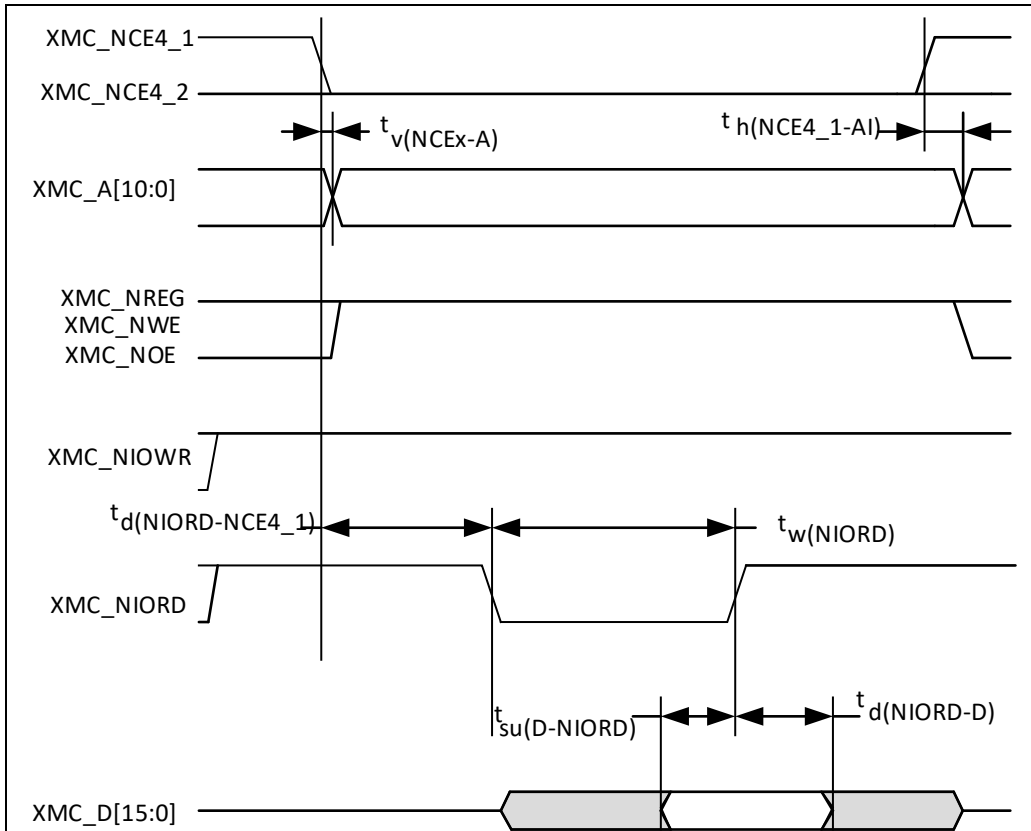 XMC_NCE4_1
XMC_NCE4_2
tv(NCEx-A)
th(NCE4_1-AI)
XMC_A[10:0]
XMC_NREG
XMC_NWE
XMC_NOE
XMC_NIOWR
td(NIORD-NCE4_1)
tw(NIORD)
XMC_NIORD
tsu(D-NIORD)
td(NIORD-D)
XMC_D[15:0]